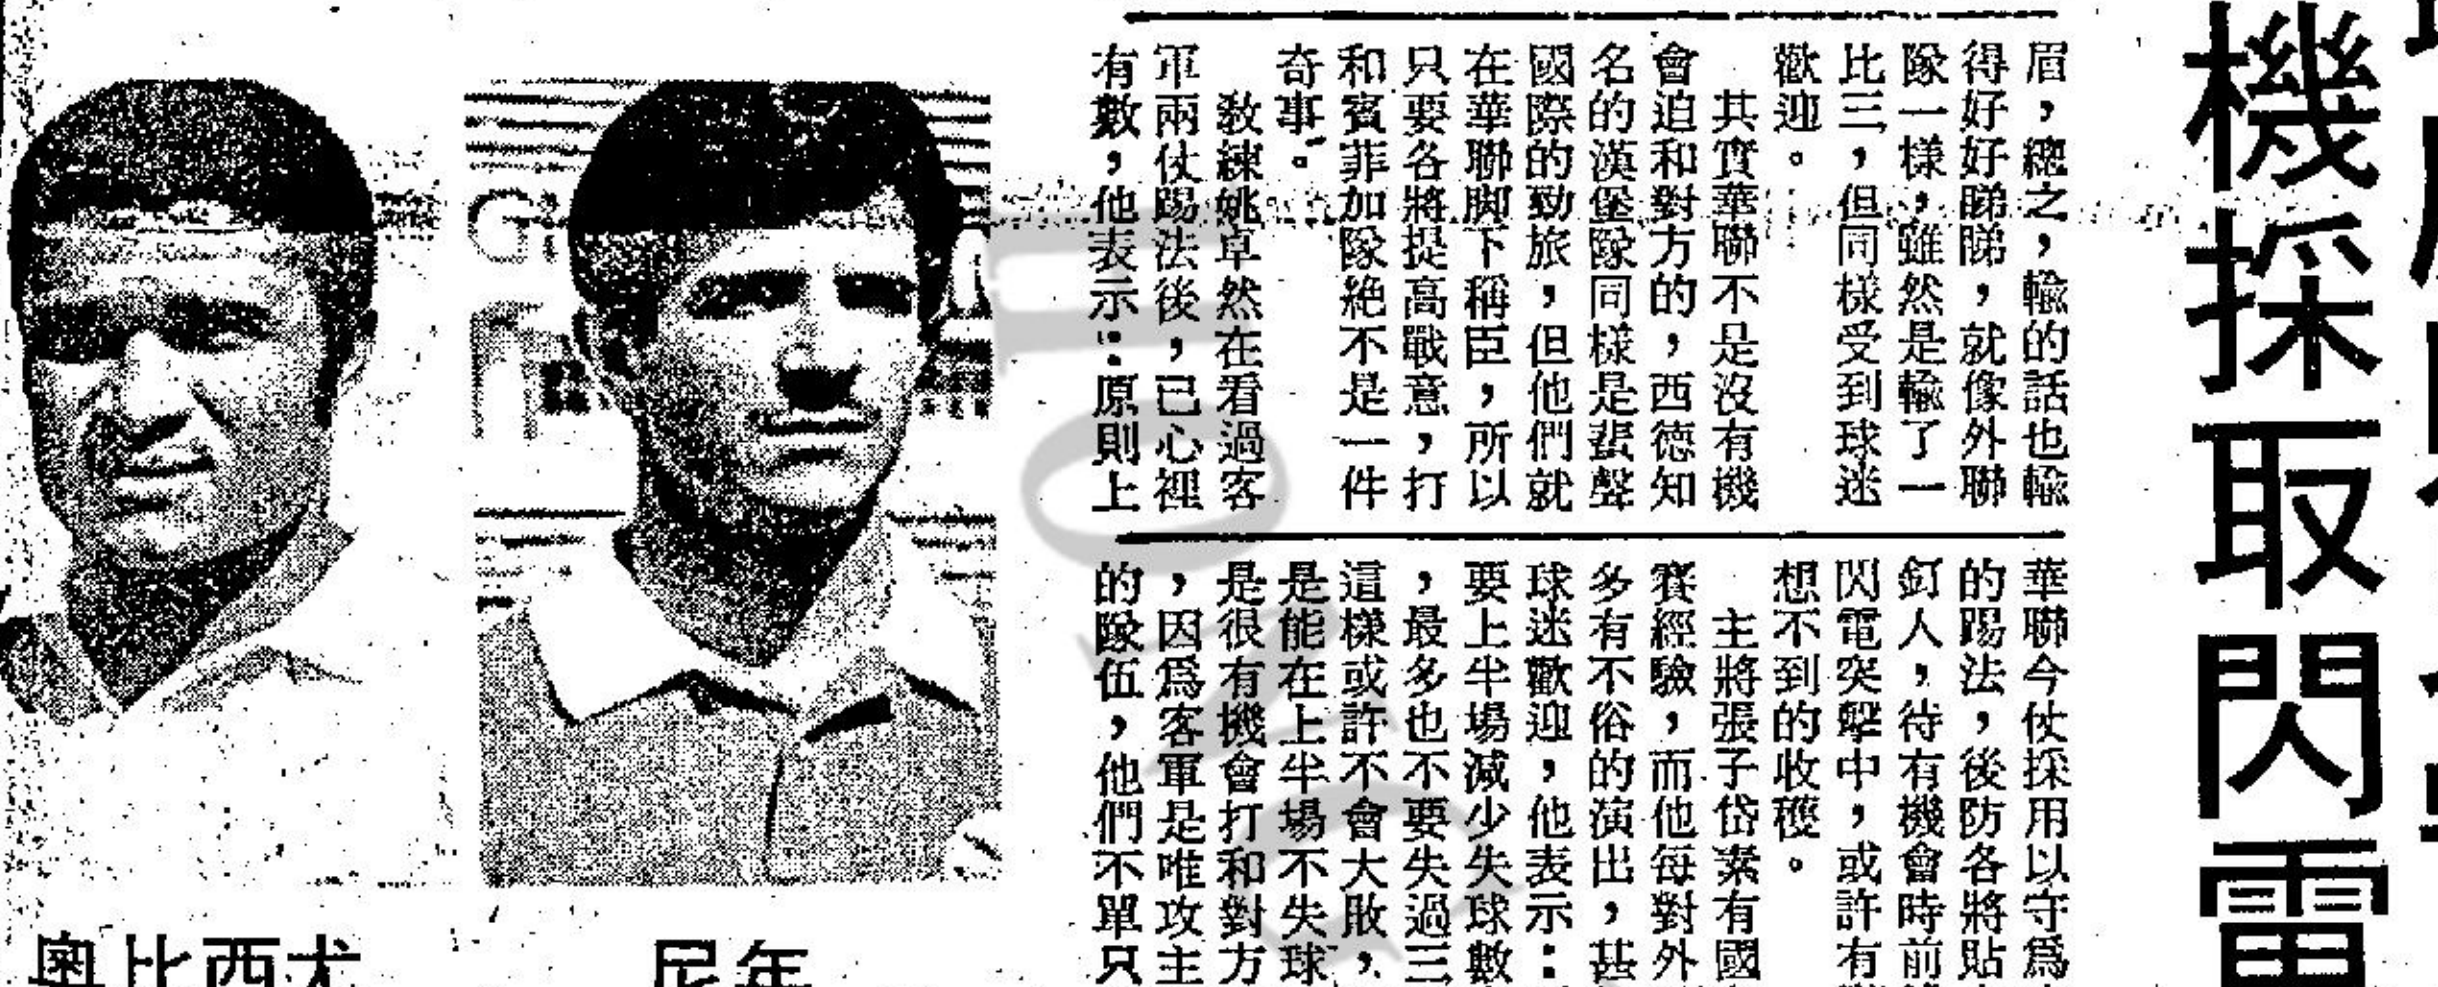 機採取閃電
眉，總之，輸的話也輸
得好好睇睇，就像外聯
隊一樣，雖然是輸了一
比三，但同樣受到球迷
歡迎。
其實華聯不是沒有機
會迫和對方的，西德知
名的漢堡隊同樣是蜚聲
國際的勁旅，但他們就
在華聯脚下稱臣，所以
只要各將提高戰意，打
和賓菲加隊絕不是一件
奇事。
教練姚卓然在看過客
軍兩仗踢法後，已心裡
有數，他表示：原則上
華聯今仗採用以守爲
的踢法，後防各將貼
釘人，待有機會時前
閃電突擊中，或許有
想不到的收穫。
主將張子岱素有國
賽經驗，而他每對外
多有不俗的演出，甚
球迷歡迎，他表示：
要上半場減少失球數
，最多也不要失過三
這樣或許不會大敗，
是能在上半場不失球
是很有機會打和對方
，因爲客軍是唯攻主
的隊伍，他們不單只
尼年
奧比西尤